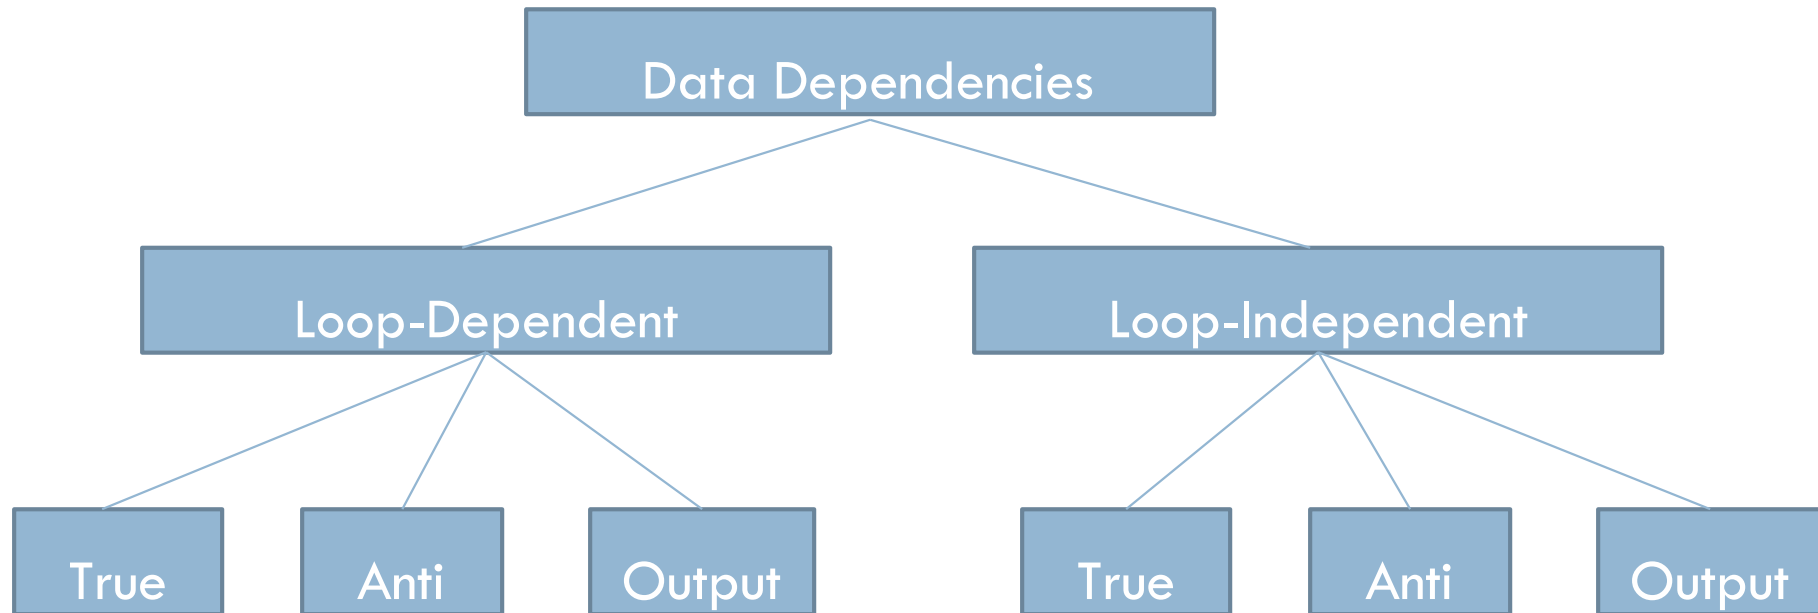 Data Dependencies
Loop-Dependent
Loop-Independent
True
Anti
Output
True
Anti
Output